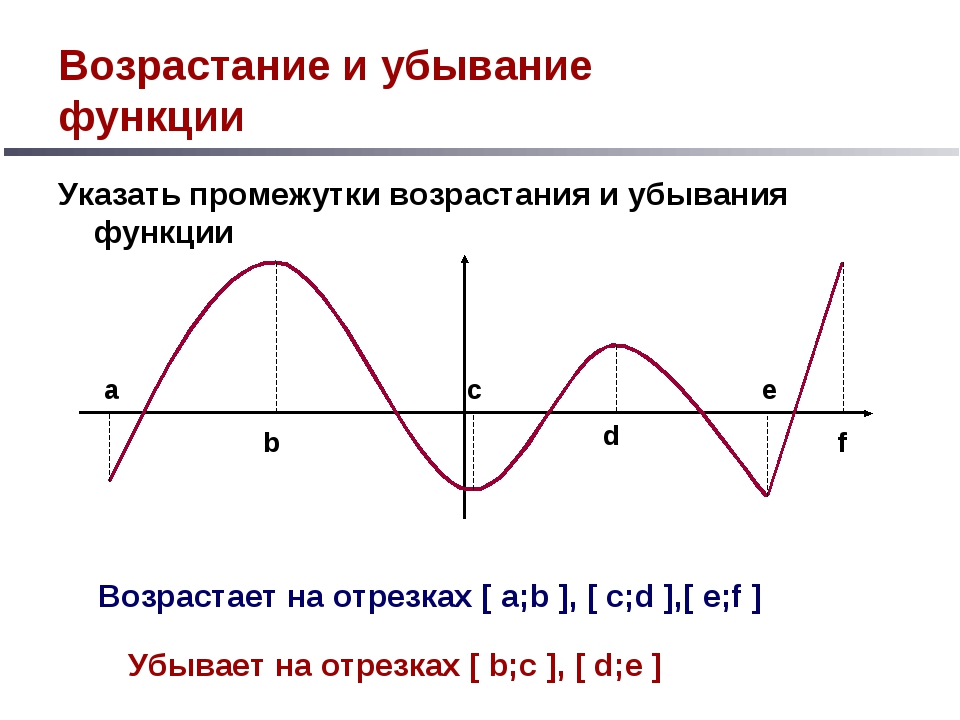 Возрастание и убывание
функции
Указать промежутки возрастания и убывания
функции
a
c
e
b
d
f
Возрастает на отрезках [ a;b ], [ c;d ],[ e;f ]
Убывает на отрезках [ b;c ], [ d;e ]